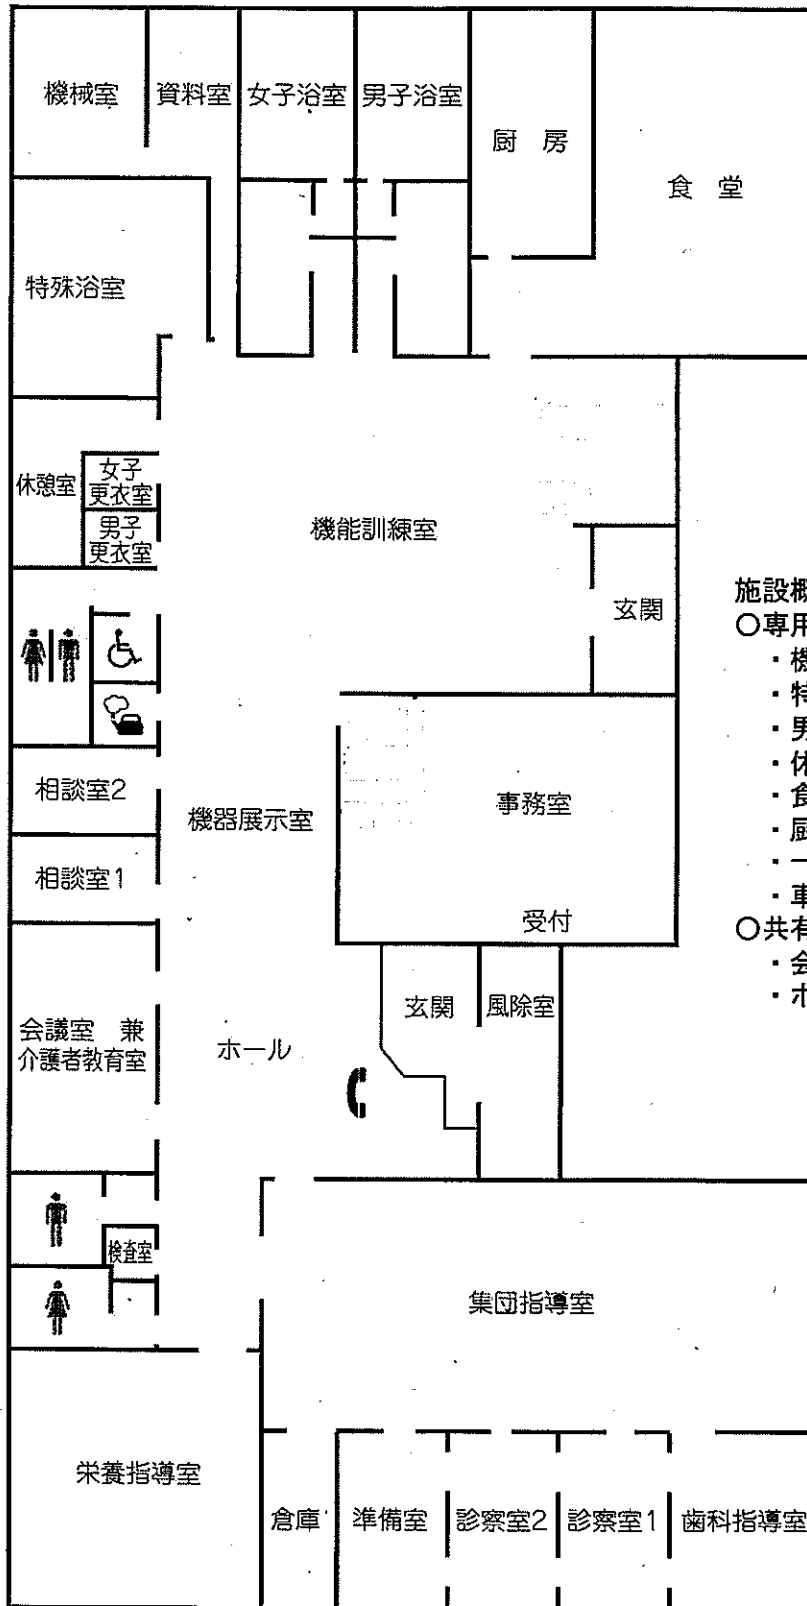 機械室
資料室
女子浴室
男子浴室
厨 房
食 堂
特殊浴室
休憩室
女子
更衣室
男子
更衣室
機能訓練室
玄関
施設概
○専用
・機
・特
・男
・休
・食
・厨
・一
・車
○共有
・会
・ホ
相談室2
機器展示室
事務室
相談室1
受付
玄関
風除室
会議室 兼
介護者教育室
ホール
検査室
集団指導室
栄養指導室
倉庫
準備室
診察室2
診察室1
歯科指導室